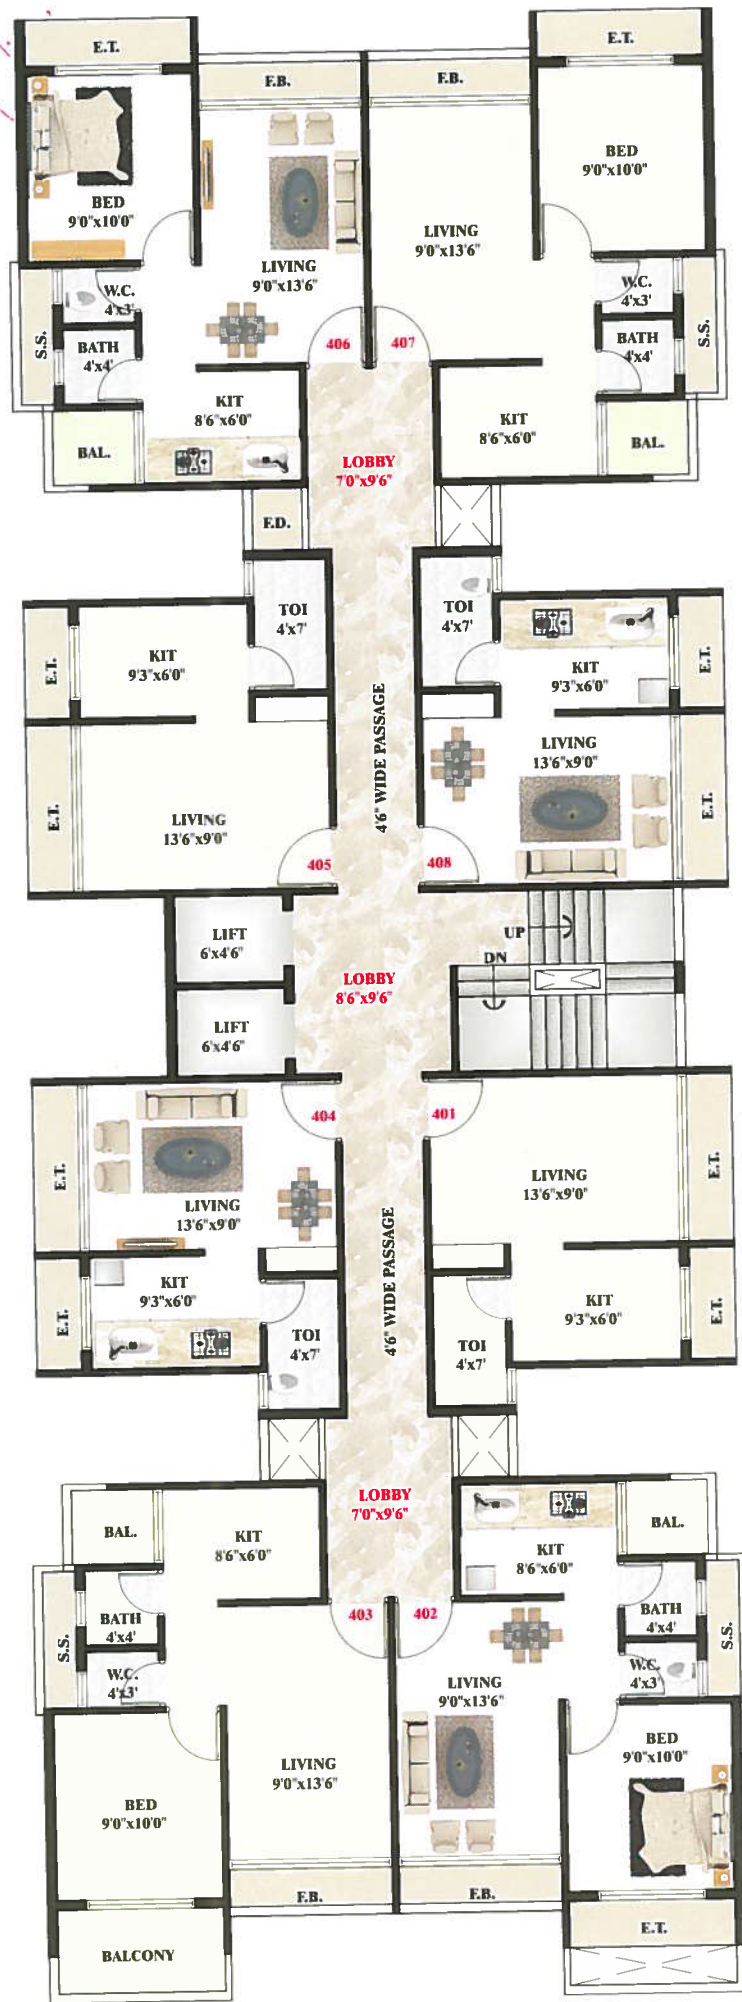 E.T.
E.T.
F.B.
F.B.
BED
9'0"x10'0"
BED
9'0"x10'0"
LIVING
9'0"x13'6"
LIVING
9'0"x13'6"
W.C.
4'x3'
W.C.
4'x3'
S.S.
BATH
4'x4'
406
407
BATH
4'x4'
S.S.
KIT
8'6"x6'0"
KIT
8'6"x6'0"
BAL.
BAL.
LOBBY
7'0"x9'6"
F.D.
TOI
4'x7'
TOI
4'x7'
E.T.
KIT
9'3"x6'0"
KIT
9'3"x6'0"
E.T.
4'6" WIDE PASSAGE
E.T.
LIVING
13'6"x9'0"
LIVING
13'6"x9'0"
E.T.
405
408
LIFT
6'x4'6"
UP
DN
LOBBY
8'6"x9'6"
LIFT
6'x4'6"
404
401
E.T.
LIVING
13'6"x9'0"
LIVING
13'6"x9'0"
E.T.
4'6" WIDE PASSAGE
E.T.
KIT
9'3"x6'0"
KIT
9'3"x6'0"
E.T.
TOI
4'x7'
TOI
4'x7'
LOBBY
7'0"x9'6"
BAL.
KIT
8'6"x6'0"
KIT
8'6"x6'0"
BAL.
S.S.
BATH
4'x4'
403
402
BATH
4'x4'
S.S.
W.C.
4'x3'
W.C.
4'x3'
LIVING
9'0"x13'6"
LIVING
9'0"x13'6"
BED
9'0"x10'0"
BED
9'0"x10'0"
F.B.
F.B.
E.T.
BALCONY